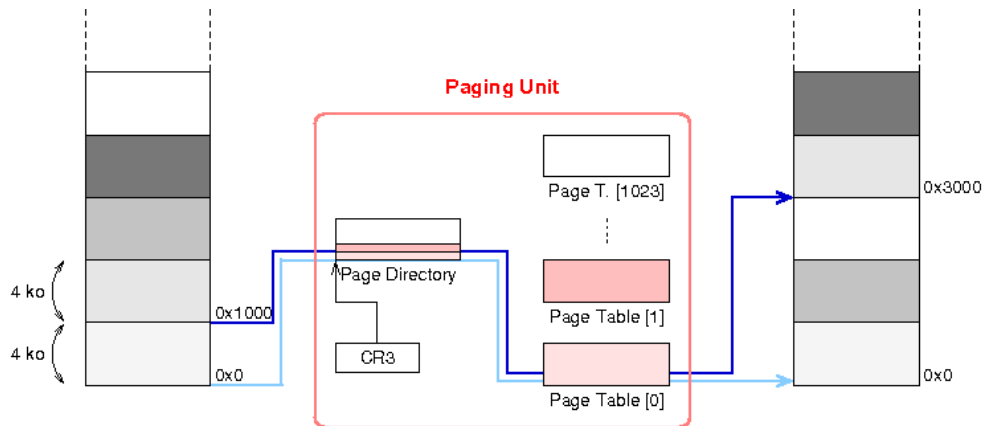 Paging Unit
Page T. [1023]
0x3000
Page Directory
4 ko
Page Table [1]
0x1000
4 ko
CR3
0x0
0x0
Page Table [0]